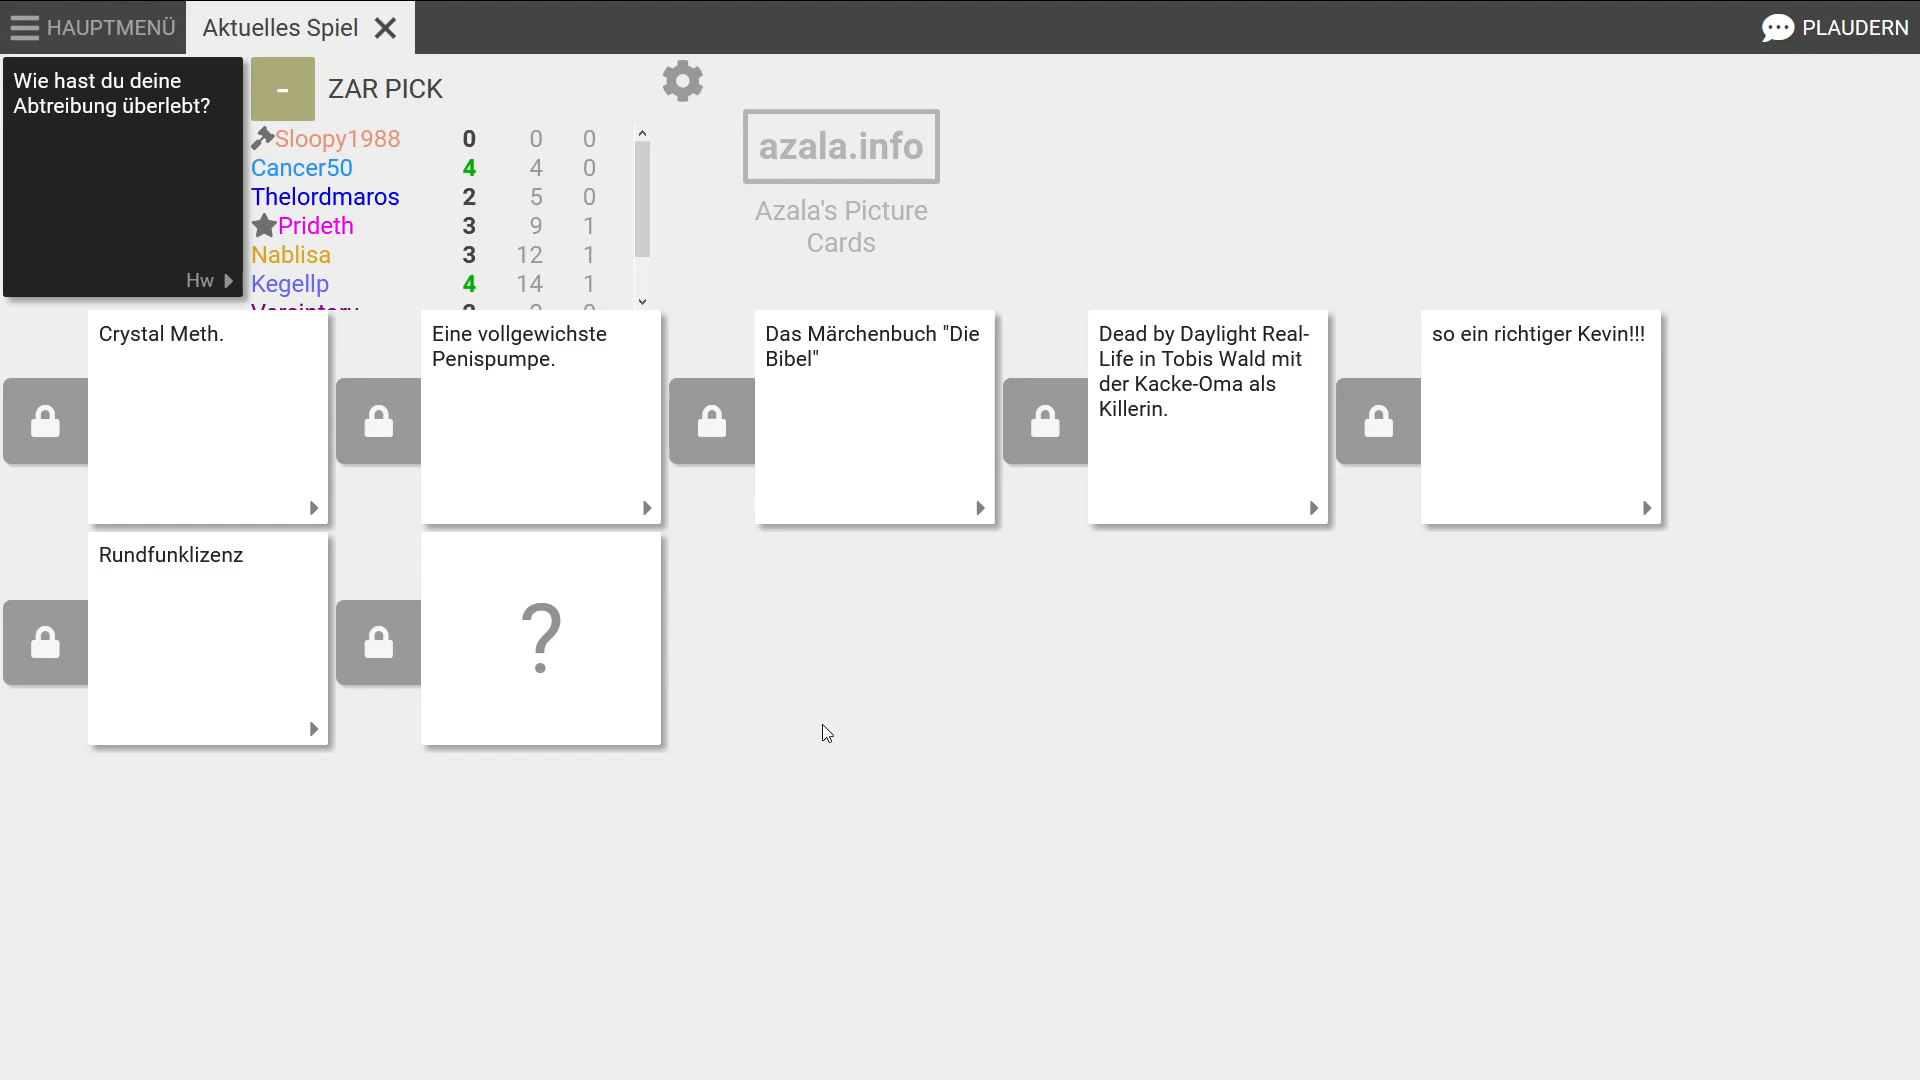 HAUPTMENÜ
Aktuelles Spiel
PLAUDERN
Wie hast du deine
Abtreibung überlebt?
Hw
-
ZAR PICK
Sloopy1988 0 0 0
Cancer50 4 4 0
Thelordmaros 2 5 0
Prideth 3 9 1
Nablisa 3 12 1
Kegellp 4 14 1
azala.info
Azala's Picture
Cards
Crystal Meth.
Eine vollgewichste
Penispumpe.
Das Märchenbuch "Die
Bibel"
Dead by Daylight Real-
Life in Tobis Wald mit
der Kacke-Oma als
Killerin.
so ein richtiger Kevin!!!
Rundfunklizenz
?